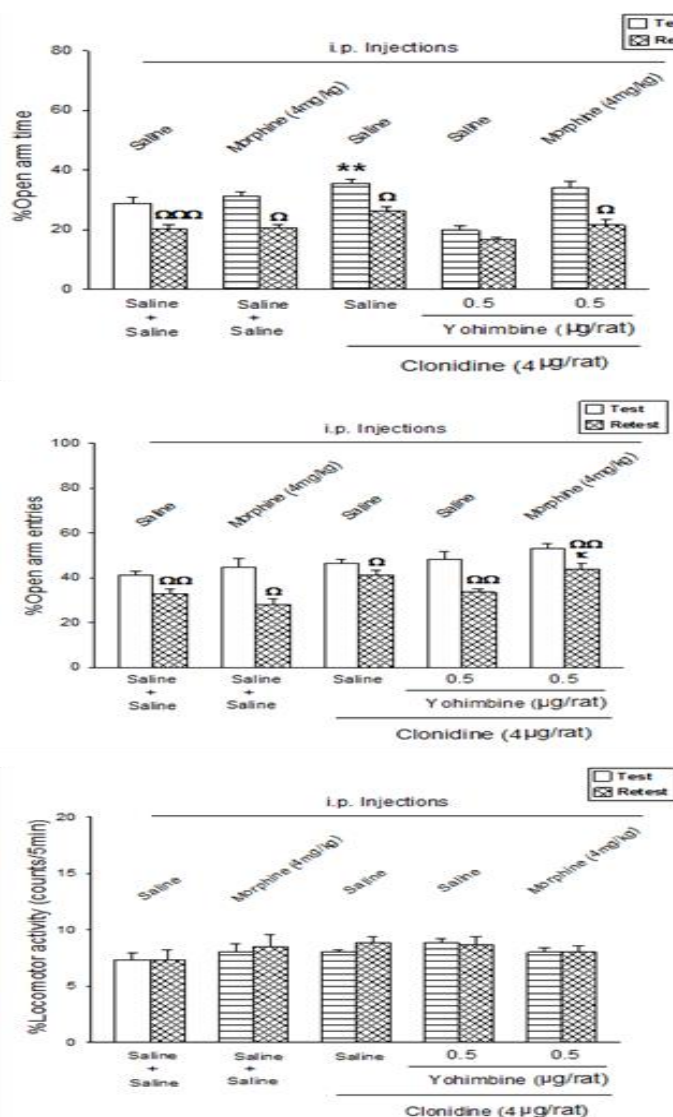 Te
Re
i.p. Injections
Saline
Morphine (4mg/kg)
Saline
Saline
Morphine (4mg/kg)
%Open arm time
80
60
40
20
0
ΩΩΩ
Ω
**
Ω
Ω
Saline + Saline
Saline + Saline
Saline
0.5
0.5
Yohimbine (µg/rat)
Clonidine (4µg/rat)
Test
Retest
i.p. Injections
Saline
Morphine (4mg/kg)
Saline
Saline
Morphine (4mg/kg)
%Open arm entries
100
80
60
40
20
0
ΩΩ
Ω
Ω
ΩΩ
ΩΩ
κ
Saline + Saline
Saline + Saline
Saline
0.5
0.5
Yohimbine (µg/rat)
Clonidine (4µg/rat)
Test
Retest
i.p. Injections
Saline
Morphine (4mg/kg)
Saline
Saline
Morphine (4mg/kg)
%Locomotor activity (counts/5min)
20
15
10
5
0
Saline + Saline
Saline + Saline
Saline
0.5
0.5
Yohimbine (µg/rat)
Clonidine (4µg/rat)